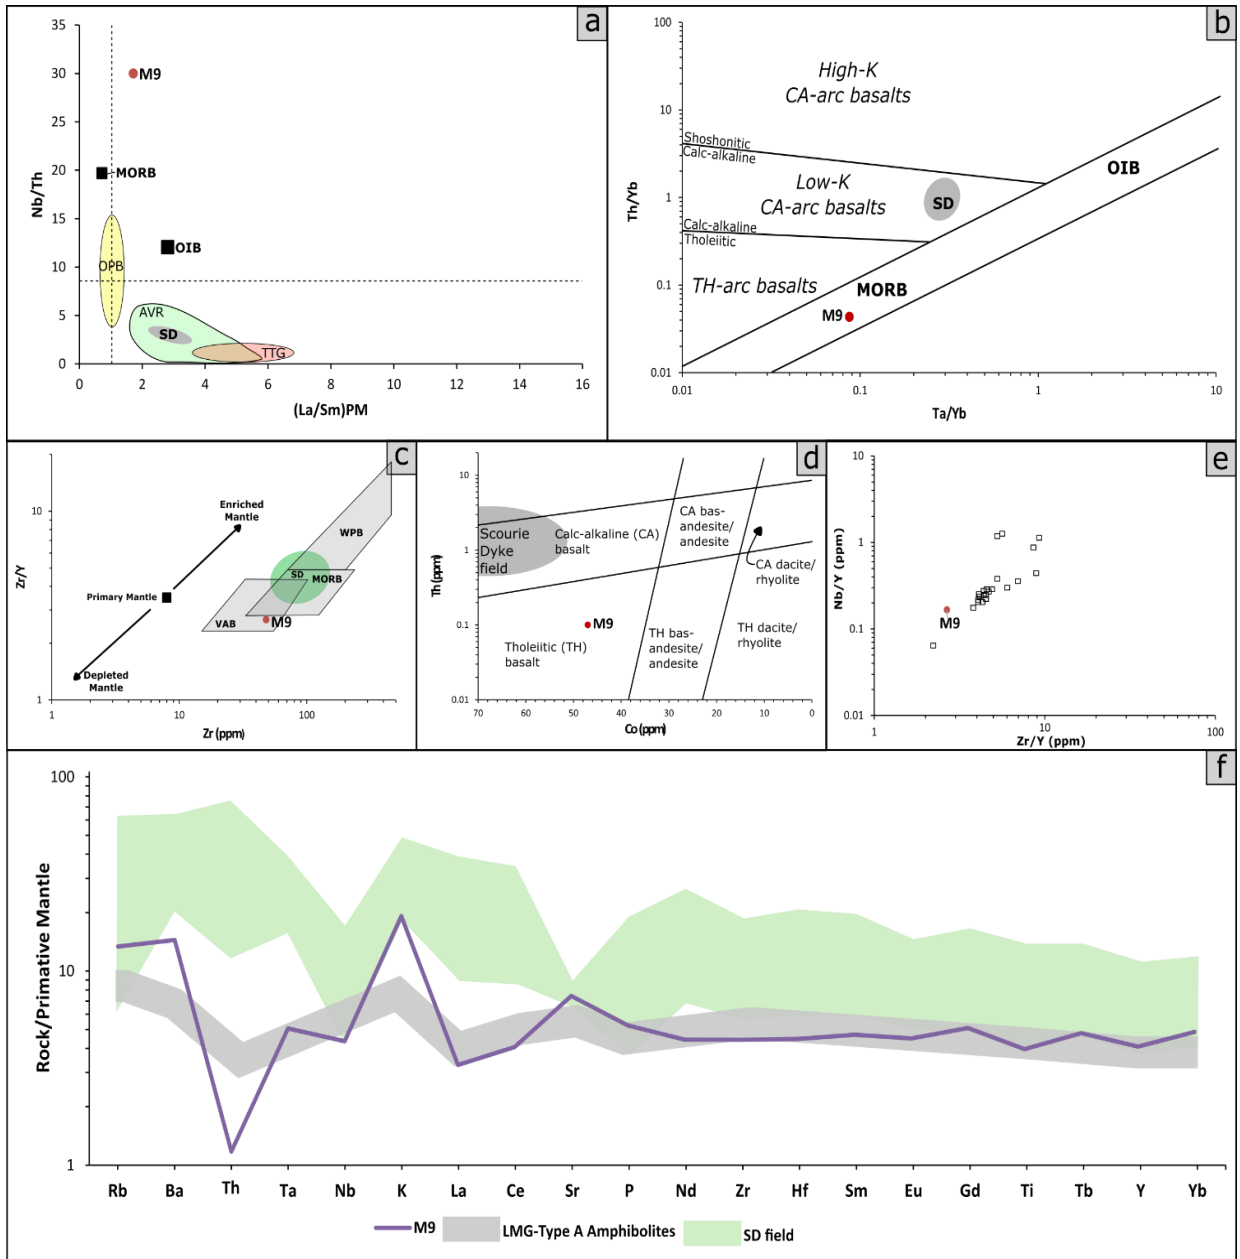 a
35
30
25
20
15
10
5
0
Nb/Th
M9
MORB
OIB
OPB
AVR
SD
TTG
0 2 4 6 8 10 12 14 16
(La/Sm)PM
b
100
10
1
0.1
0.01
Th/Yb
High-K
CA-arc basalts
Shoshonitic
Calc-alkaline
Low-K
CA-arc basalts
SD
OIB
Calc-alkaline
Tholeiitic
TH-arc basalts
MORB
M9
0.01 0.1 1 10
Ta/Yb
c
10
1
Zr/Y
Enriched
Mantle
WPB
SD
MORB
Primary Mantle
VAB
M9
Depleted
Mantle
1 10 100
Zr (ppm)
d
10
1
0.1
0.01
Th (ppm)
Scourie
Dyke
field
Calc-alkaline (CA)
basalt
CA bas-
andesite/
andesite
CA dacite/
rhyolite
M9
Tholeiitic (TH)
basalt
TH bas-
andesite/
andesite
TH dacite/
rhyolite
70 60 50 40 30 20 10 0
Co (ppm)
e
10
1
0.1
0.01
Nb/Y (ppm)
M9
1 10 100
Zr/Y (ppm)
f
100
10
1
Rock/Primative Mantle
Rb Ba Th Ta Nb K La Ce Sr P Nd Zr Hf Sm Eu Gd Ti Tb Y Yb
M9 LMG-Type A Amphibolites SD field